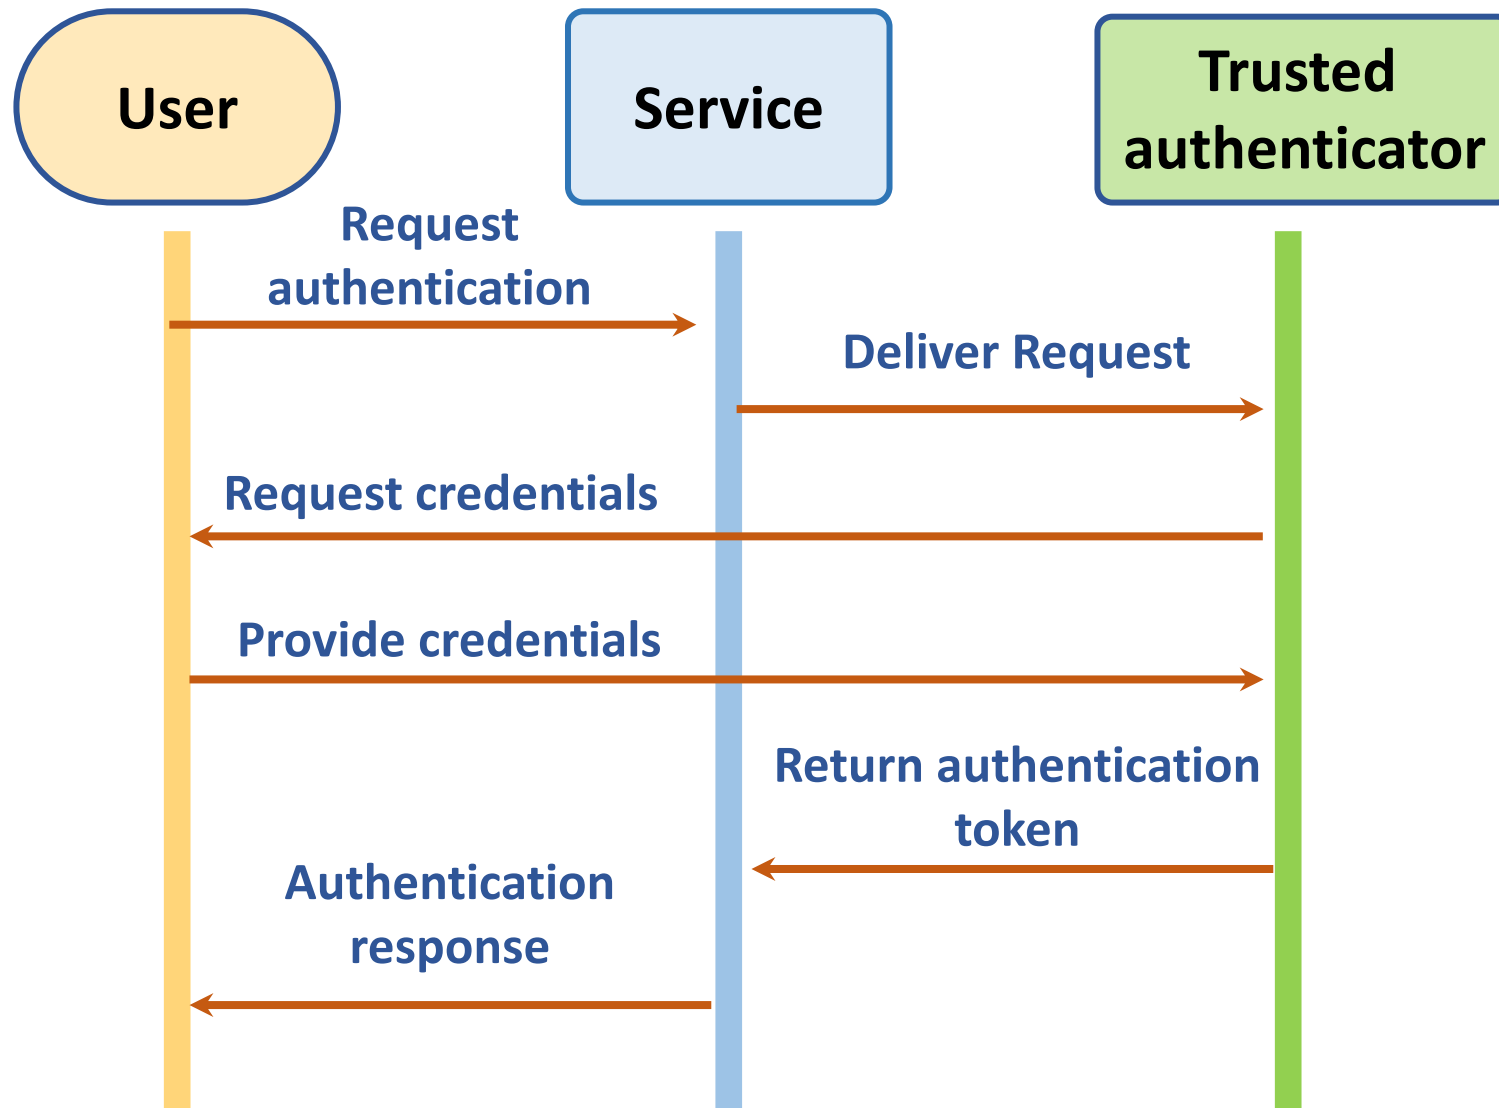 User
Service
Trusted
authenticator
Request
authentication
Deliver Request
Request credentials
Provide credentials
Return authentication
token
Authentication
response